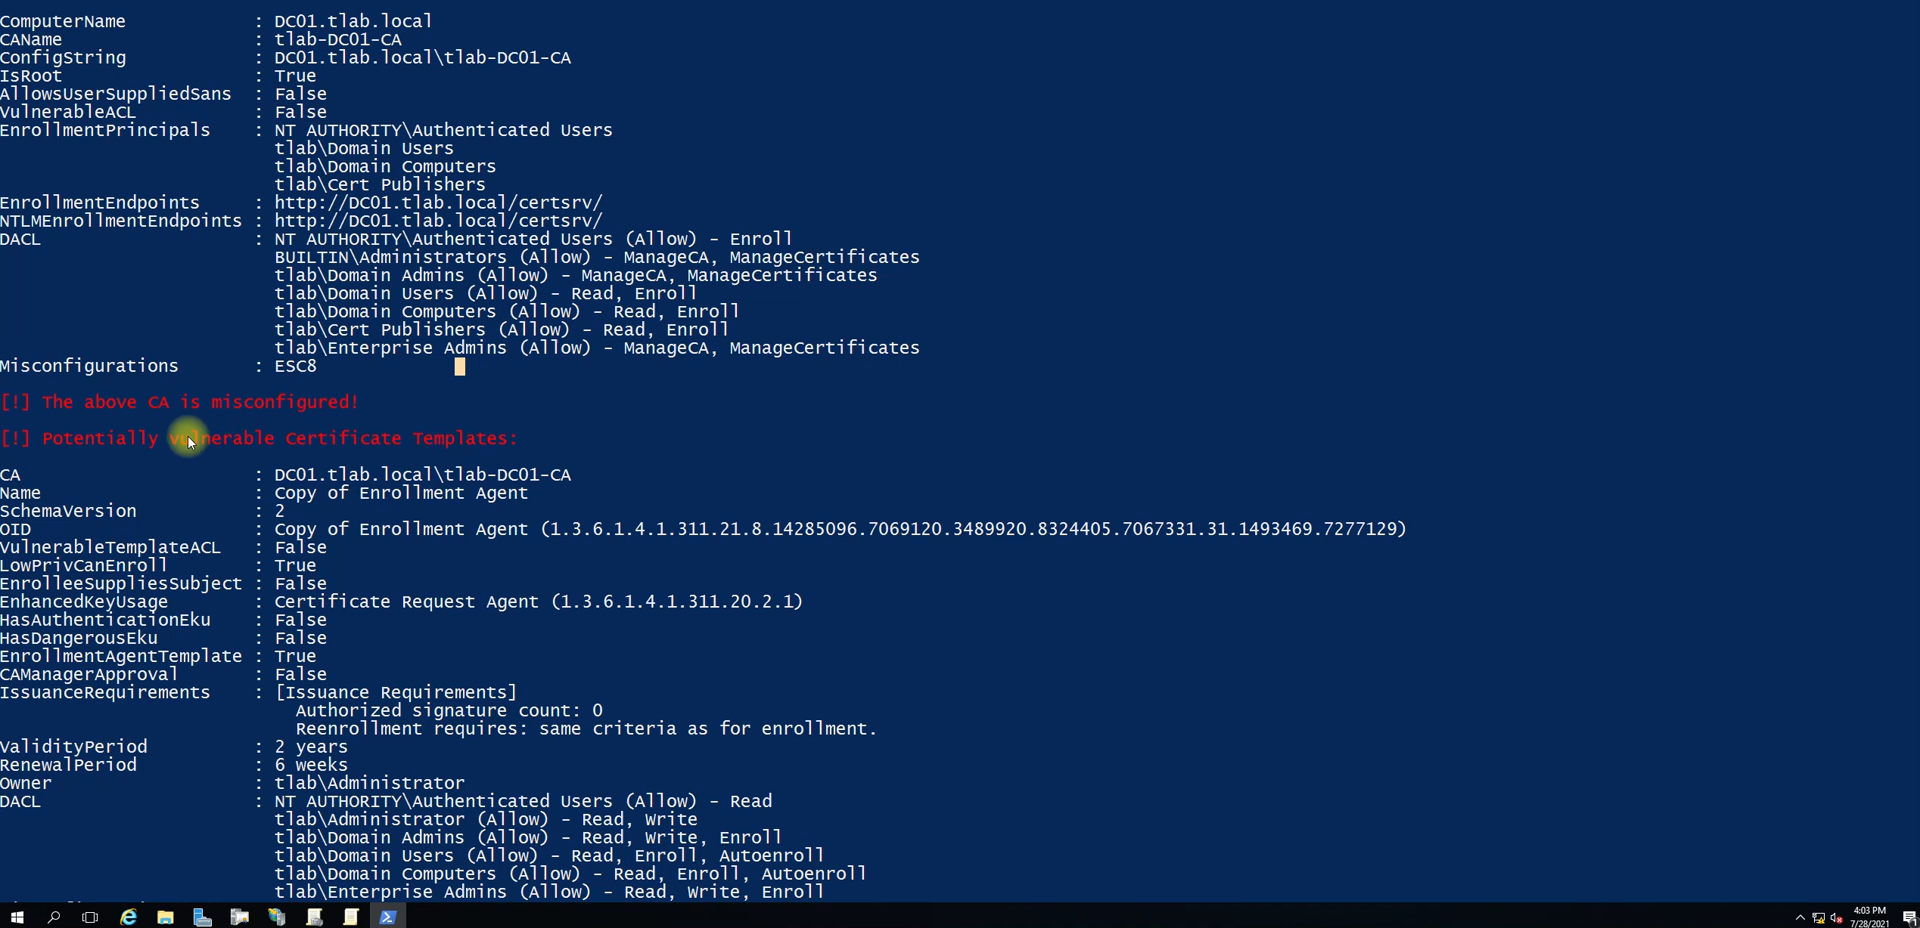 ComputerName : DC01.tlab.local
CAName : tlab-DC01-CA
ConfigString : DC01.tlab.local\tlab-DC01-CA
IsRoot : True
AllowsUserSuppliedSans : False
VulnerableACL : False
EnrollmentPrincipals : NT AUTHORITY\Authenticated Users
tlab\Domain Users
tlab\Domain Computers
tlab\Cert Publishers
EnrollmentEndpoints : http://DC01.tlab.local/certsrv/
NTLMEnrollmentEndpoints : http://DC01.tlab.local/certsrv/
DACL : NT AUTHORITY\Authenticated Users (Allow) - Enroll
BUILTIN\Administrators (Allow) - ManageCA, ManageCertificates
tlab\Domain Admins (Allow) - ManageCA, ManageCertificates
tlab\Domain Users (Allow) - Read, Enroll
tlab\Domain Computers (Allow) - Read, Enroll
tlab\Cert Publishers (Allow) - Read, Enroll
tlab\Enterprise Admins (Allow) - ManageCA, ManageCertificates
Misconfigurations : ESC8
[!] The above CA is misconfigured!
[!] Potentially vulnerable Certificate Templates:
CA : DC01.tlab.local\tlab-DC01-CA
Name : Copy of Enrollment Agent
SchemaVersion : 2
OID : Copy of Enrollment Agent (1.3.6.1.4.1.311.21.8.14285096.7069120.3489920.8324405.7067331.31.1493469.7277129)
VulnerableTemplateACL : False
LowPrivCanEnroll : True
EnrolleeSuppliesSubject : False
EnhancedKeyUsage : Certificate Request Agent (1.3.6.1.4.1.311.20.2.1)
HasAuthenticationEku : False
HasDangerousEku : False
EnrollmentAgentTemplate : True
CAManagerApproval : False
IssuanceRequirements : [Issuance Requirements]
Authorized signature count: 0
Reenrollment requires: same criteria as for enrollment.
ValidityPeriod : 2 years
RenewalPeriod : 6 weeks
Owner : tlab\Administrator
DACL : NT AUTHORITY\Authenticated Users (Allow) - Read
tlab\Administrator (Allow) - Read, Write
tlab\Domain Admins (Allow) - Read, Write, Enroll
tlab\Domain Users (Allow) - Read, Enroll, Autoenroll
tlab\Domain Computers (Allow) - Read, Enroll, Autoenroll
tlab\Enterprise Admins (Allow) - Read, Write, Enroll
4:03 PM
7/28/2021